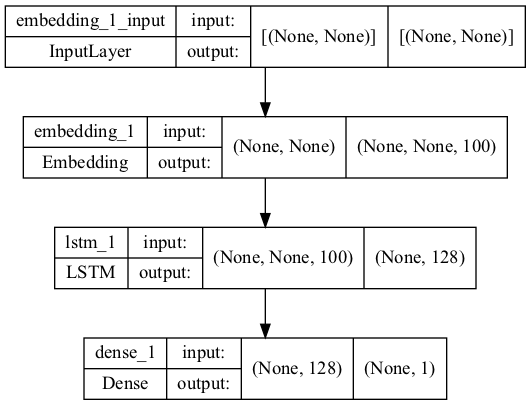 embedding_1_input input: [(None, None)] [(None, None)]
InputLayer output:
embedding_1 input: (None, None) (None, None, 100)
Embedding output:
lstm_1 input: (None, None, 100) (None, 128)
LSTM output:
dense_1 input: (None, 128) (None, 1)
Dense output: